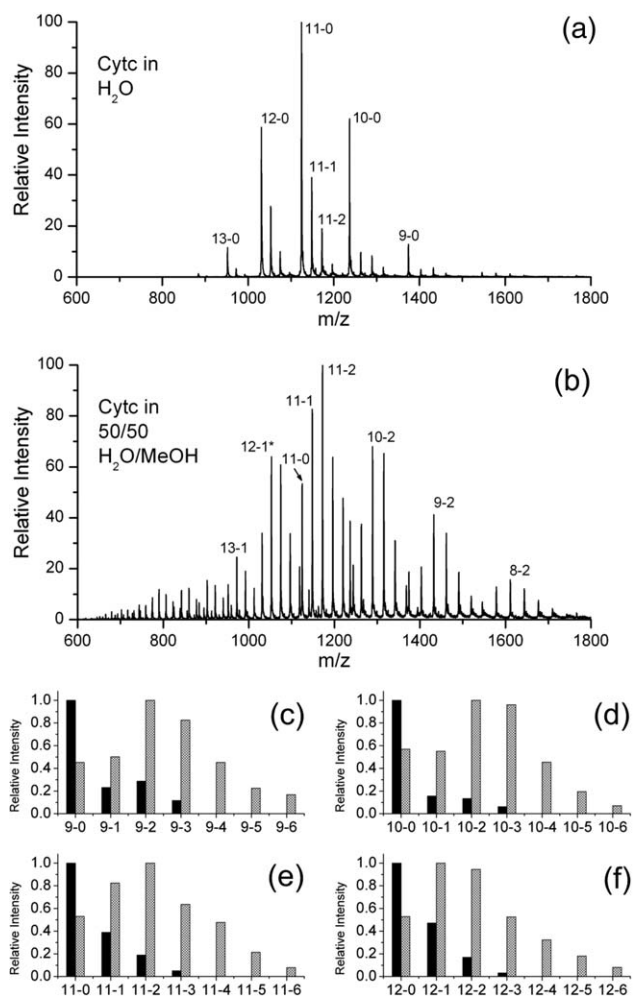 (a)
Cytc in
H₂O
Relative Intensity
100
80
60
40
20
0
13-0
12-0
11-0
11-1
11-2
10-0
9-0
600 800 1000 1200 1400 1600 1800
m/z
(b)
Cytc in
50/50
H₂O/MeOH
Relative Intensity
100
80
60
40
20
0
13-1
12-1*
11-0
11-1
11-2
10-2
9-2
8-2
600 800 1000 1200 1400 1600 1800
m/z
(c)
Relative Intensity
1.0
0.8
0.6
0.4
0.2
0.0
9-0 9-1 9-2 9-3 9-4 9-5 9-6
(d)
Relative Intensity
1.0
0.8
0.6
0.4
0.2
0.0
10-0 10-1 10-2 10-3 10-4 10-5 10-6
(e)
Relative Intensity
1.0
0.8
0.6
0.4
0.2
0.0
11-0 11-1 11-2 11-3 11-4 11-5 11-6
(f)
Relative Intensity
1.0
0.8
0.6
0.4
0.2
0.0
12-0 12-1 12-2 12-3 12-4 12-5 12-6